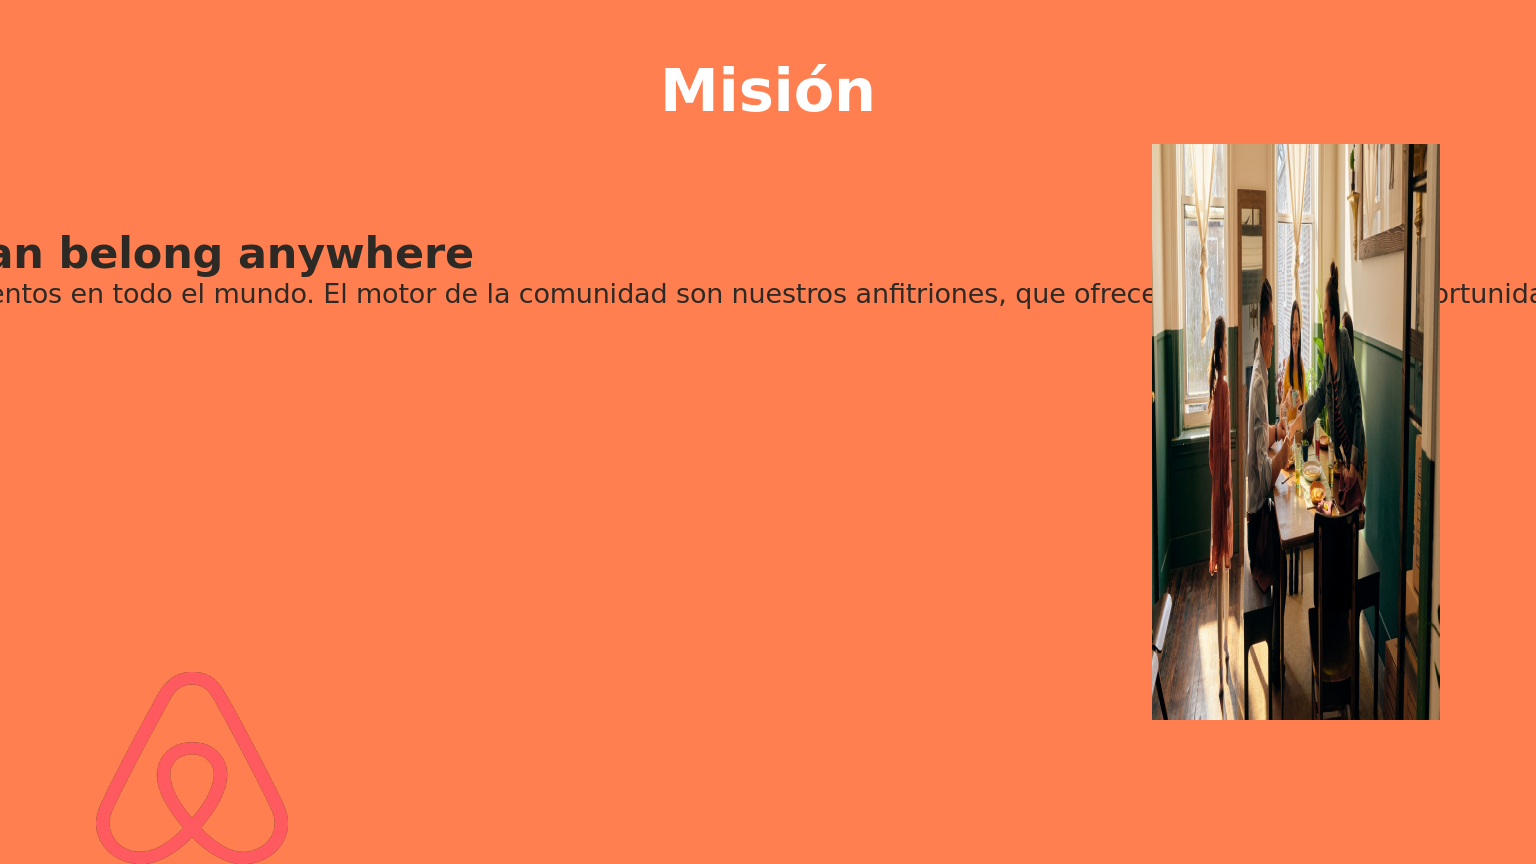 Misión
an belong anywhere
entos en todo el mundo. El motor de la comunidad son nuestros anfitriones, que ofrece ortunida